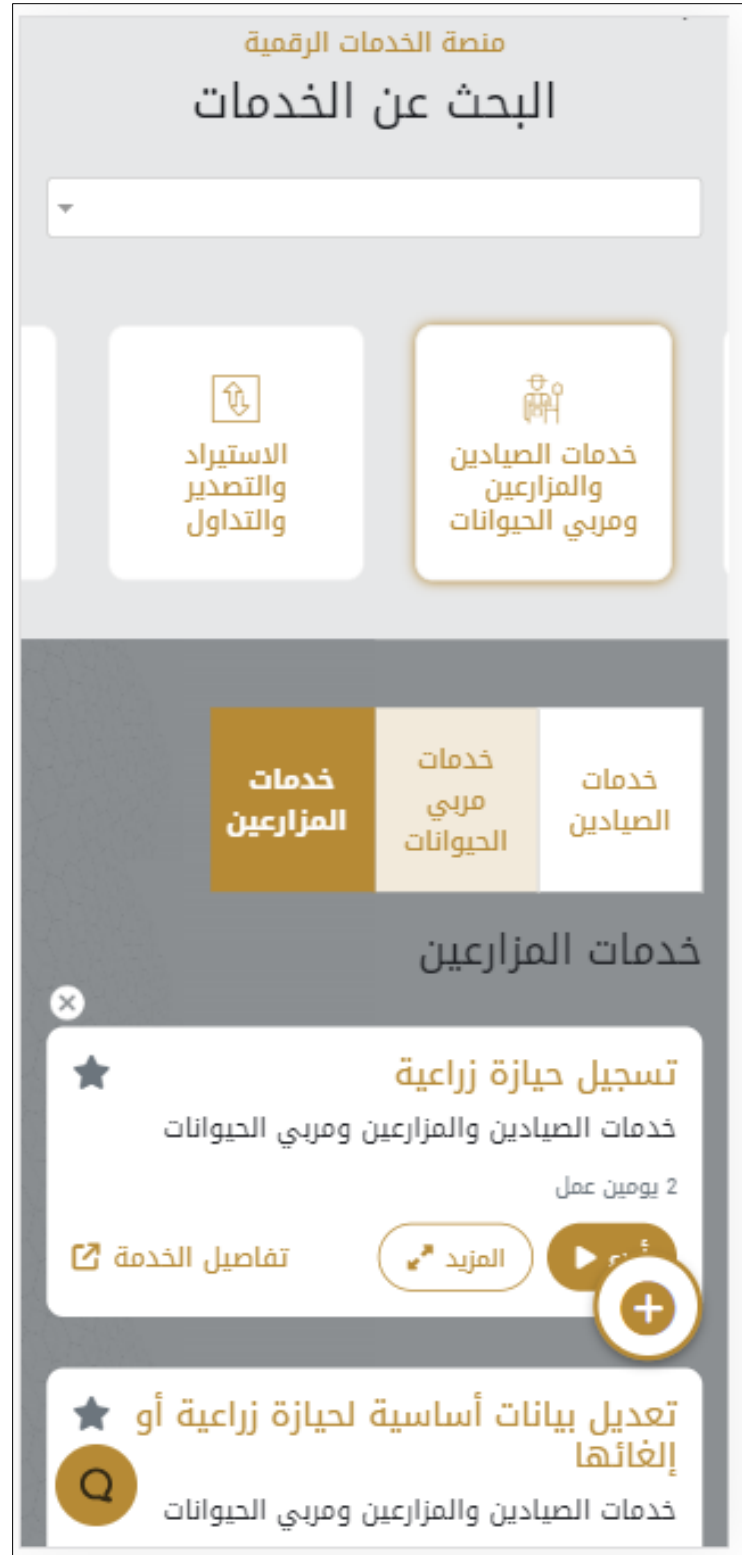 منصة الخدمات الرقمية
البحث عن الخدمات
خدمات الصيادين
والمزارعين
ومربي الحيوانات
الاستيراد
والتصدير
والتداول
خدمات
الصيادين
خدمات
مربي
الحيوانات
خدمات
المزارعين
خدمات المزارعين
تسجيل حيازة زراعية
خدمات الصيادين والمزارعين ومربي الحيوانات
2 يومين عمل
المزيد
تفاصيل الخدمة
تعديل بيانات أساسية لحيازة زراعية أو
إلغائها
خدمات الصيادين والمزارعين ومربي الحيوانات